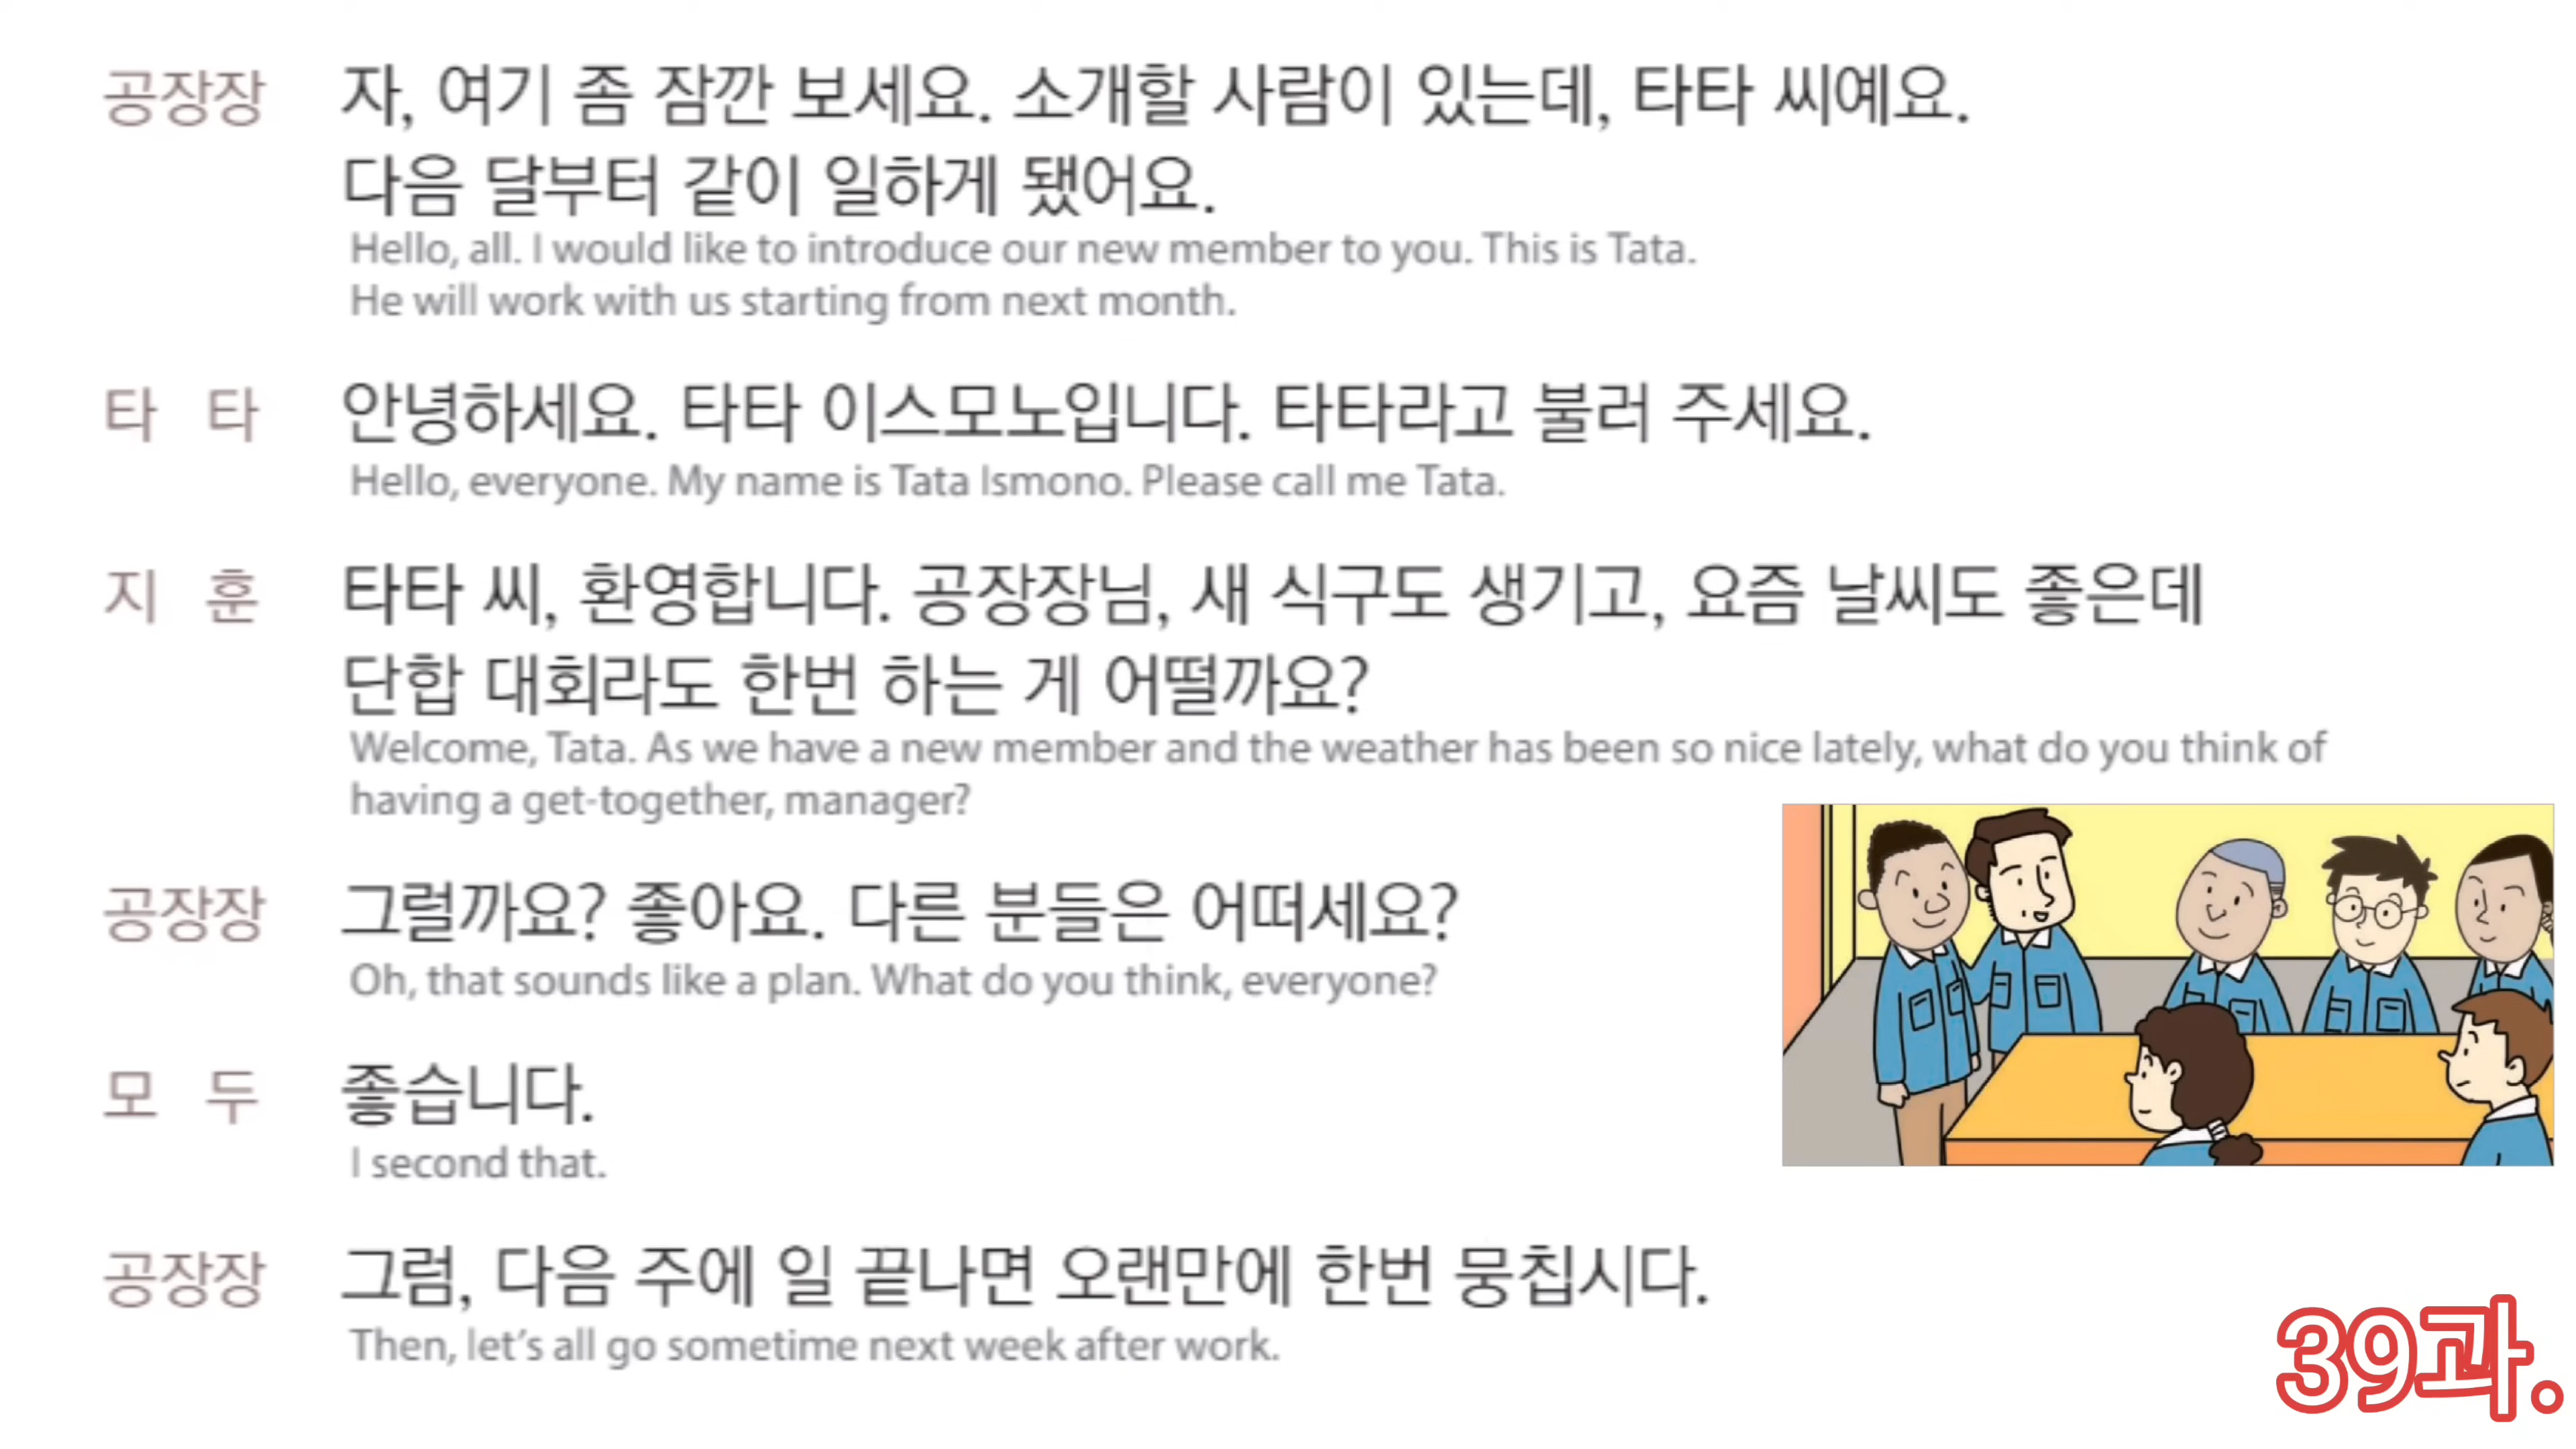 공장장 자, 여기 좀 잠깐 보세요. 소개할 사람이 있는데, 타타 씨예요.
다음 달부터 같이 일하게 됐어요.
Hello, all. I would like to introduce our new member to you. This is Tata.
He will work with us starting from next month.
타 타 안녕하세요. 타타 이스모노입니다. 타타라고 불러 주세요.
Hello, everyone. My name is Tata Ismono. Please call me Tata.
지 훈 타타 씨, 환영합니다. 공장장님, 새 식구도 생기고, 요즘 날씨도 좋은데
단합 대회라도 한번 하는 게 어떨까요?
Welcome, Tata. As we have a new member and the weather has been so nice lately, what do you think of
having a get-together, manager?
공장장 그럴까요? 좋아요. 다른 분들은 어떠세요?
Oh, that sounds like a plan. What do you think, everyone?
모 두 좋습니다.
I second that.
공장장 그럼, 다음 주에 일 끝나면 오랜만에 한번 뭉칩시다.
Then, let's all go sometime next week after work.
39과.